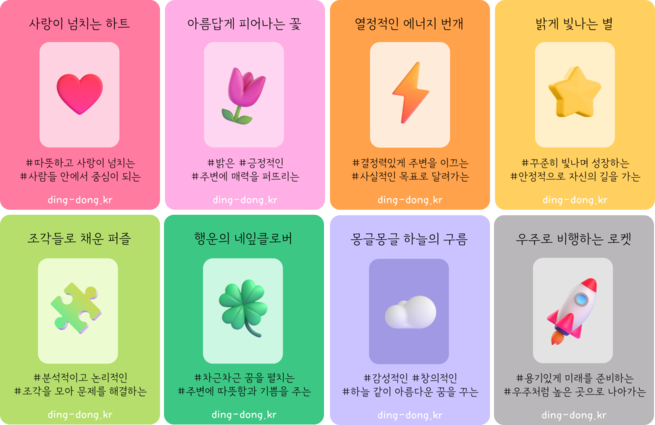 사랑이 넘치는 하트
#따뜻하고 사랑이 넘치는
#사람들 안에서 중심이 되는
ding-dong.kr
아름답게 피어나는 꽃
#밝은 #긍정적인
#주변에 매력을 퍼뜨리는
ding-dong.kr
열정적인 에너지 번개
#결정력있게 주변을 이끄는
#사실적인 목표로 달려가는
ding-dong.kr
밝게 빛나는 별
#꾸준히 빛나며 성장하는
#안정적으로 자신의 길을 가는
ding-dong.kr
조각들로 채운 퍼즐
#분석적이고 논리적인
#조각을 모아 문제를 해결하는
ding-dong.kr
행운의 네잎클로버
#차근차근 꿈을 펼치는
#주변에 따뜻함과 기쁨을 주는
ding-dong.kr
몽글몽글 하늘의 구름
#감성적인 #창의적인
#하늘 같이 아름다운 꿈을 꾸는
ding-dong.kr
우주로 비행하는 로켓
#용기있게 미래를 준비하는
#우주처럼 높은 곳으로 나아가는
ding-dong.kr